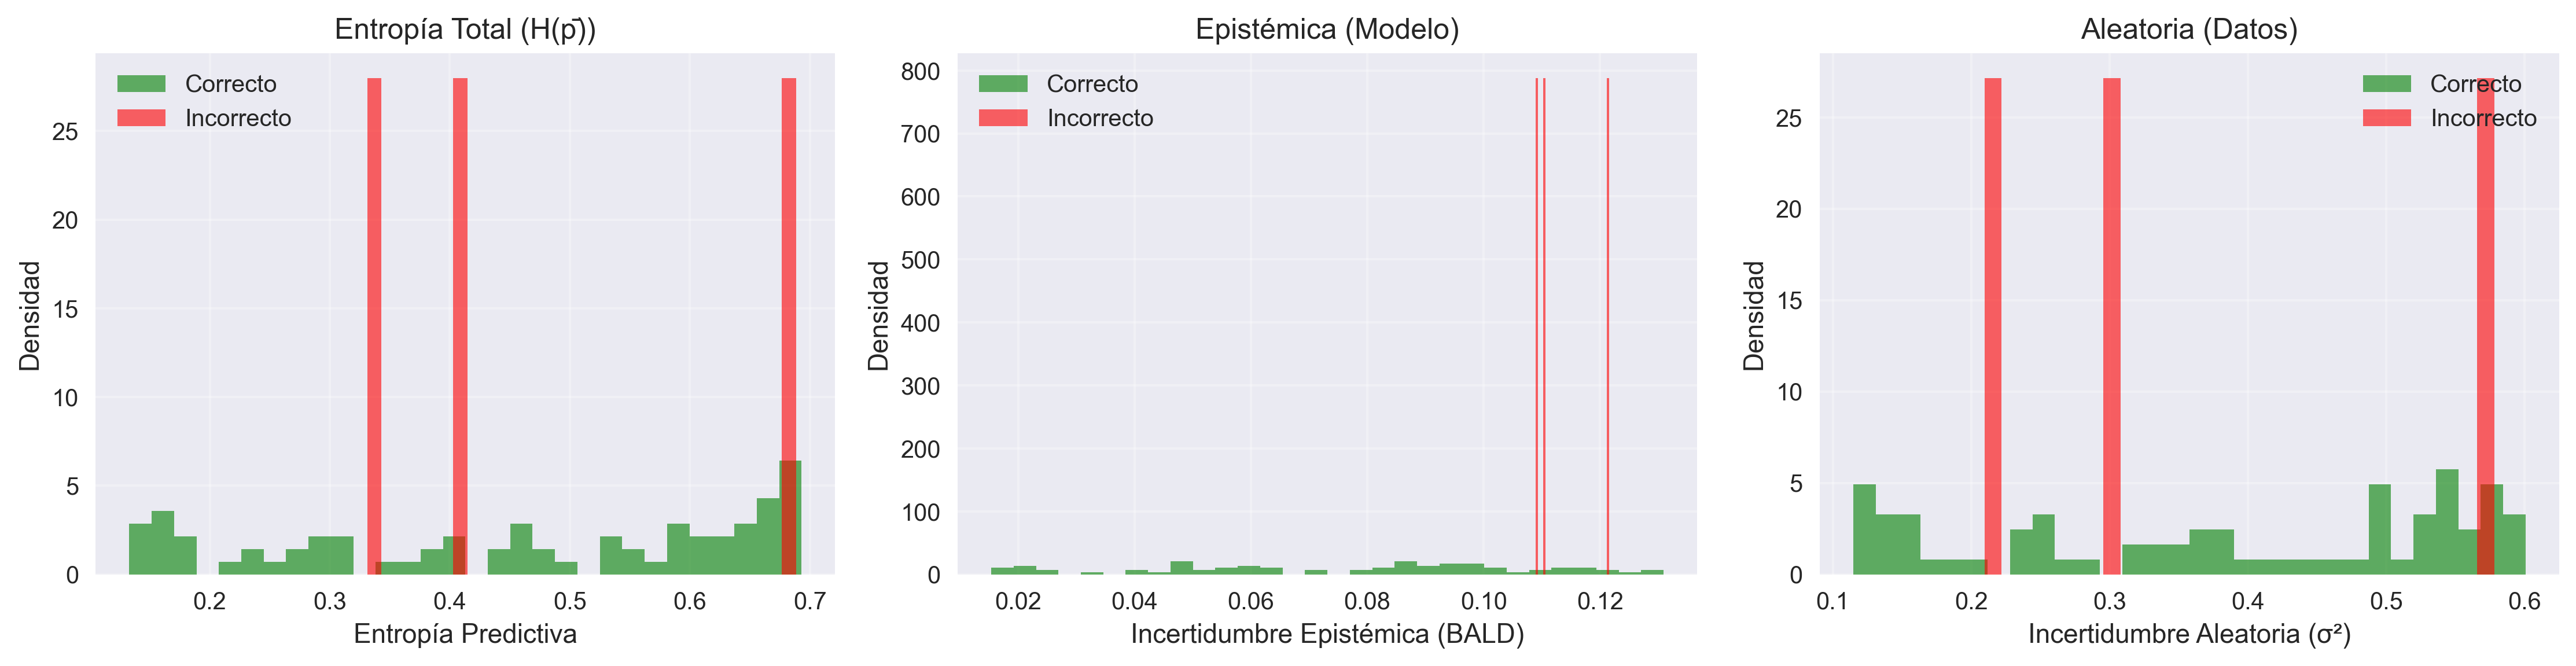 Entropía Total (H(p̄))
Correcto
Incorrecto
Densidad
25
20
15
10
5
0
0.2 0.3 0.4 0.5 0.6 0.7
Entropía Predictiva
Epistémica (Modelo)
Correcto
Incorrecto
Densidad
800
700
600
500
400
300
200
100
0
0.02 0.04 0.06 0.08 0.10 0.12
Incertidumbre Epistémica (BALD)
Aleatoria (Datos)
Correcto
Incorrecto
Densidad
25
20
15
10
5
0
0.1 0.2 0.3 0.4 0.5 0.6
Incertidumbre Aleatoria (σ²)